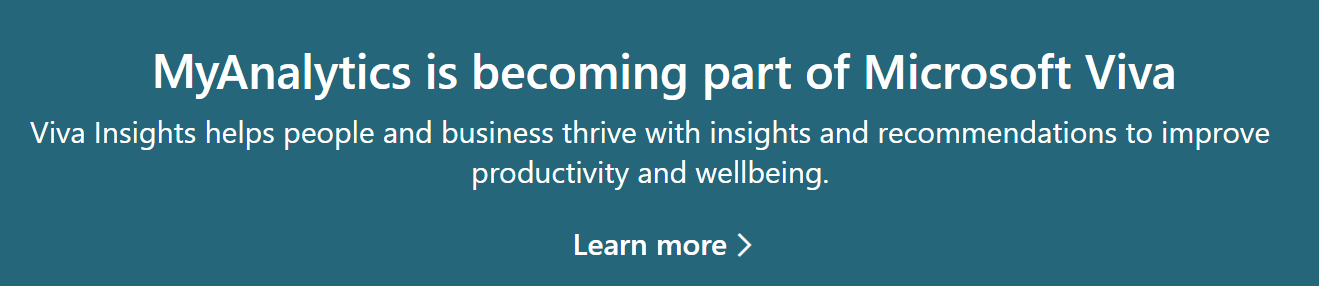 MyAnalytics is becoming part of Microsoft Viva
Viva Insights helps people and business thrive with insights and recommendations to improve
productivity and wellbeing.
Learn more